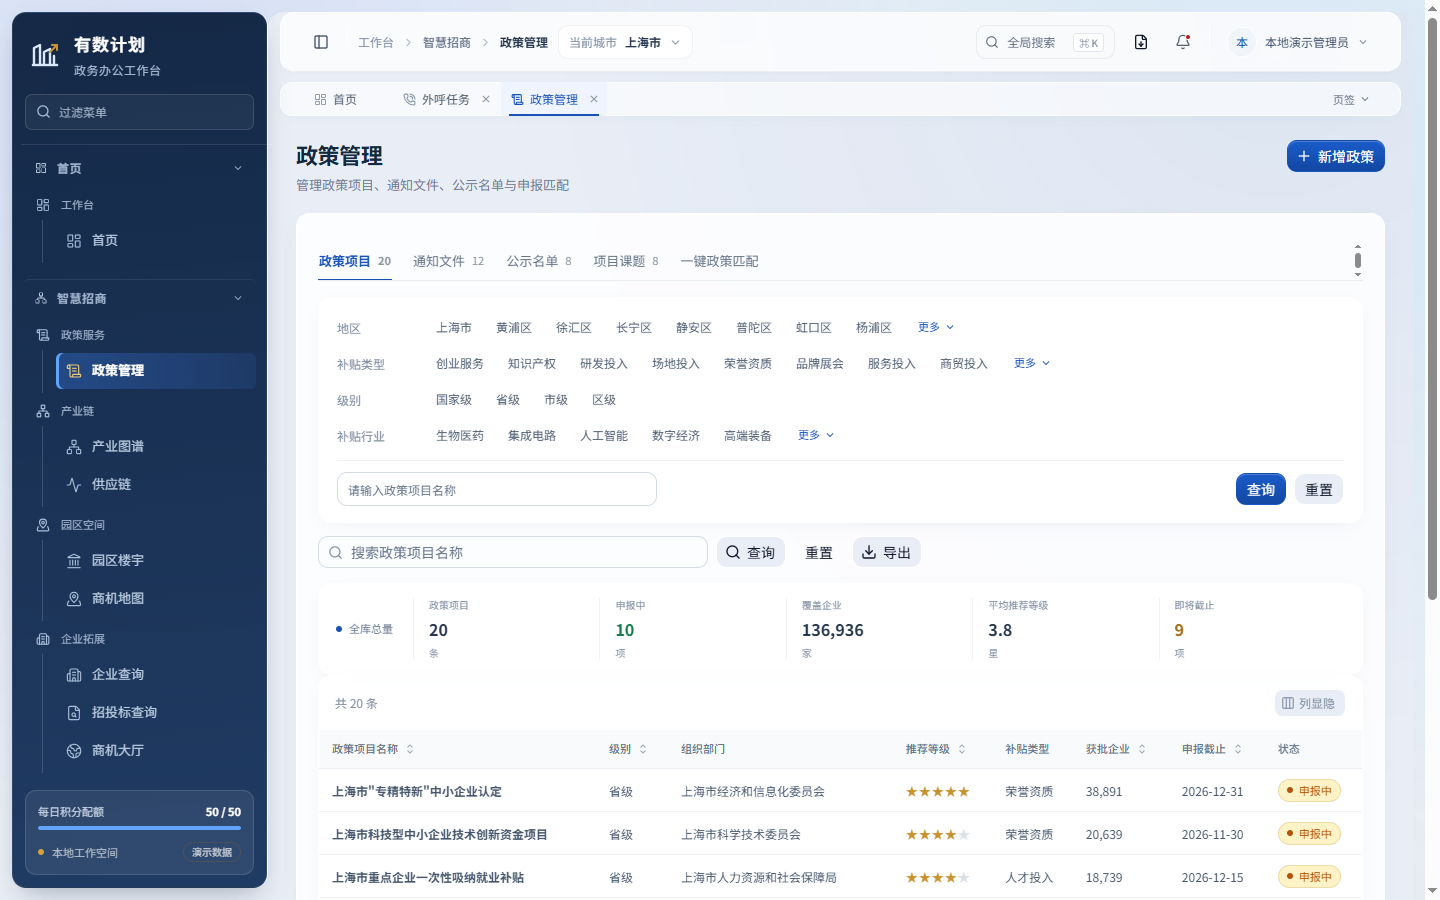 有数计划
政务办公工作台
过滤菜单
首页
工作台
首页
智慧招商
政策服务
政策管理
产业链
产业图谱
供应链
园区空间
园区楼宇
商机地图
企业拓展
企业查询
招投标查询
商机大厅
每日积分配额 50 / 50
本地工作空间 演示数据
工作台 智慧招商 政策管理 当前城市 上海市 全局搜索 ⌘K 本 本地演示管理员
首页 外呼任务 政策管理 页签
政策管理
新增政策
管理政策项目、通知文件、公示名单与申报匹配
政策项目 20 通知文件 12 公示名单 8 项目课题 8 一键政策匹配
地区 上海市 黄浦区 徐汇区 长宁区 静安区 普陀区 虹口区 杨浦区 更多
补贴类型 创业服务 知识产权 研发投入 场地投入 荣誉资质 品牌展会 服务投入 商贸投入 更多
级别 国家级 省级 市级 区级
补贴行业 生物医药 集成电路 人工智能 数字经济 高端装备 更多
请输入政策项目名称 查询 重置
搜索政策项目名称 查询 重置 导出
全库总量
政策项目 20 条
申报中 10 项
覆盖企业 136,936 家
平均推荐等级 3.8 星
即将截止 9 项
共 20 条 列显隐
政策项目名称 级别 组织部门 推荐等级 补贴类型 获批企业 申报截止 状态
上海市"专精特新"中小企业认定 省级 上海市经济和信息化委员会 ★★★★★ 荣誉资质 38,891 2026-12-31 申报中
上海市科技型中小企业技术创新资金项目 省级 上海市科学技术委员会 ★★★★★ 荣誉资质 20,639 2026-11-30 申报中
上海市重点企业一次性吸纳就业补贴 省级 上海市人力资源和社会保障局 ★★★★★ 人才投入 18,739 2026-12-15 申报中